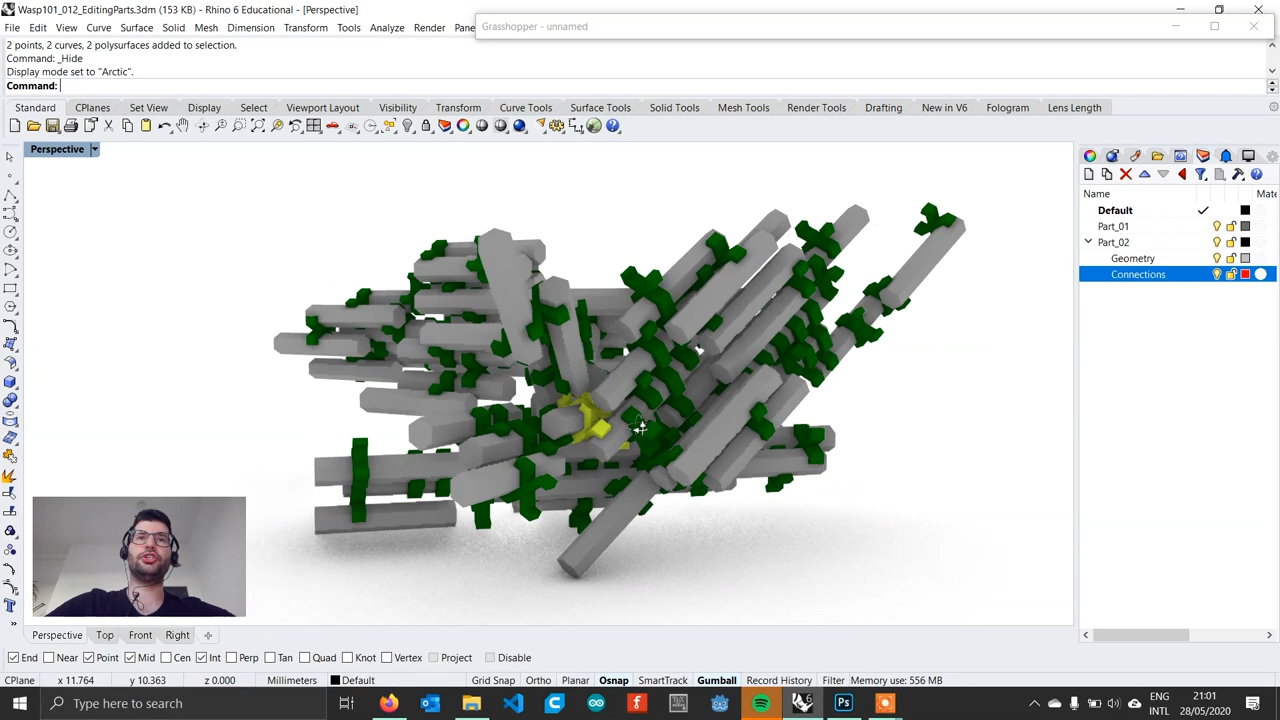 Wasp101_012_EditingParts.3dm (153 KB) - Rhino 6 Educational - [Perspective]
Grasshopper - unnamed
File Edit View Curve Surface Solid Mesh Dimension Transform Tools Analyze Render Pane
2 points, 2 curves, 2 polysurfaces added to selection.
Command: _Hide
Display mode set to "Arctic".
Command:
Standard CPlanes Set View Display Select Viewport Layout Visibility Transform Curve Tools Surface Tools Solid Tools Mesh Tools Render Tools Drafting New in V6 Fologram Lens Length
Perspective
Name Mate
Default
Part_01
Part_02
Geometry
Connections
Perspective Top Front Right
End Near Point Mid Cen Int Perp Tan Quad Knot Vertex Project Disable
CPlane x 11.764 y 10.363 z 0.000 Millimeters Default Grid Snap Ortho Planar Osnap SmartTrack Gumball Record History Filter Memory use: 556 MB
Type here to search
ENG
INTL
21:01
28/05/2020